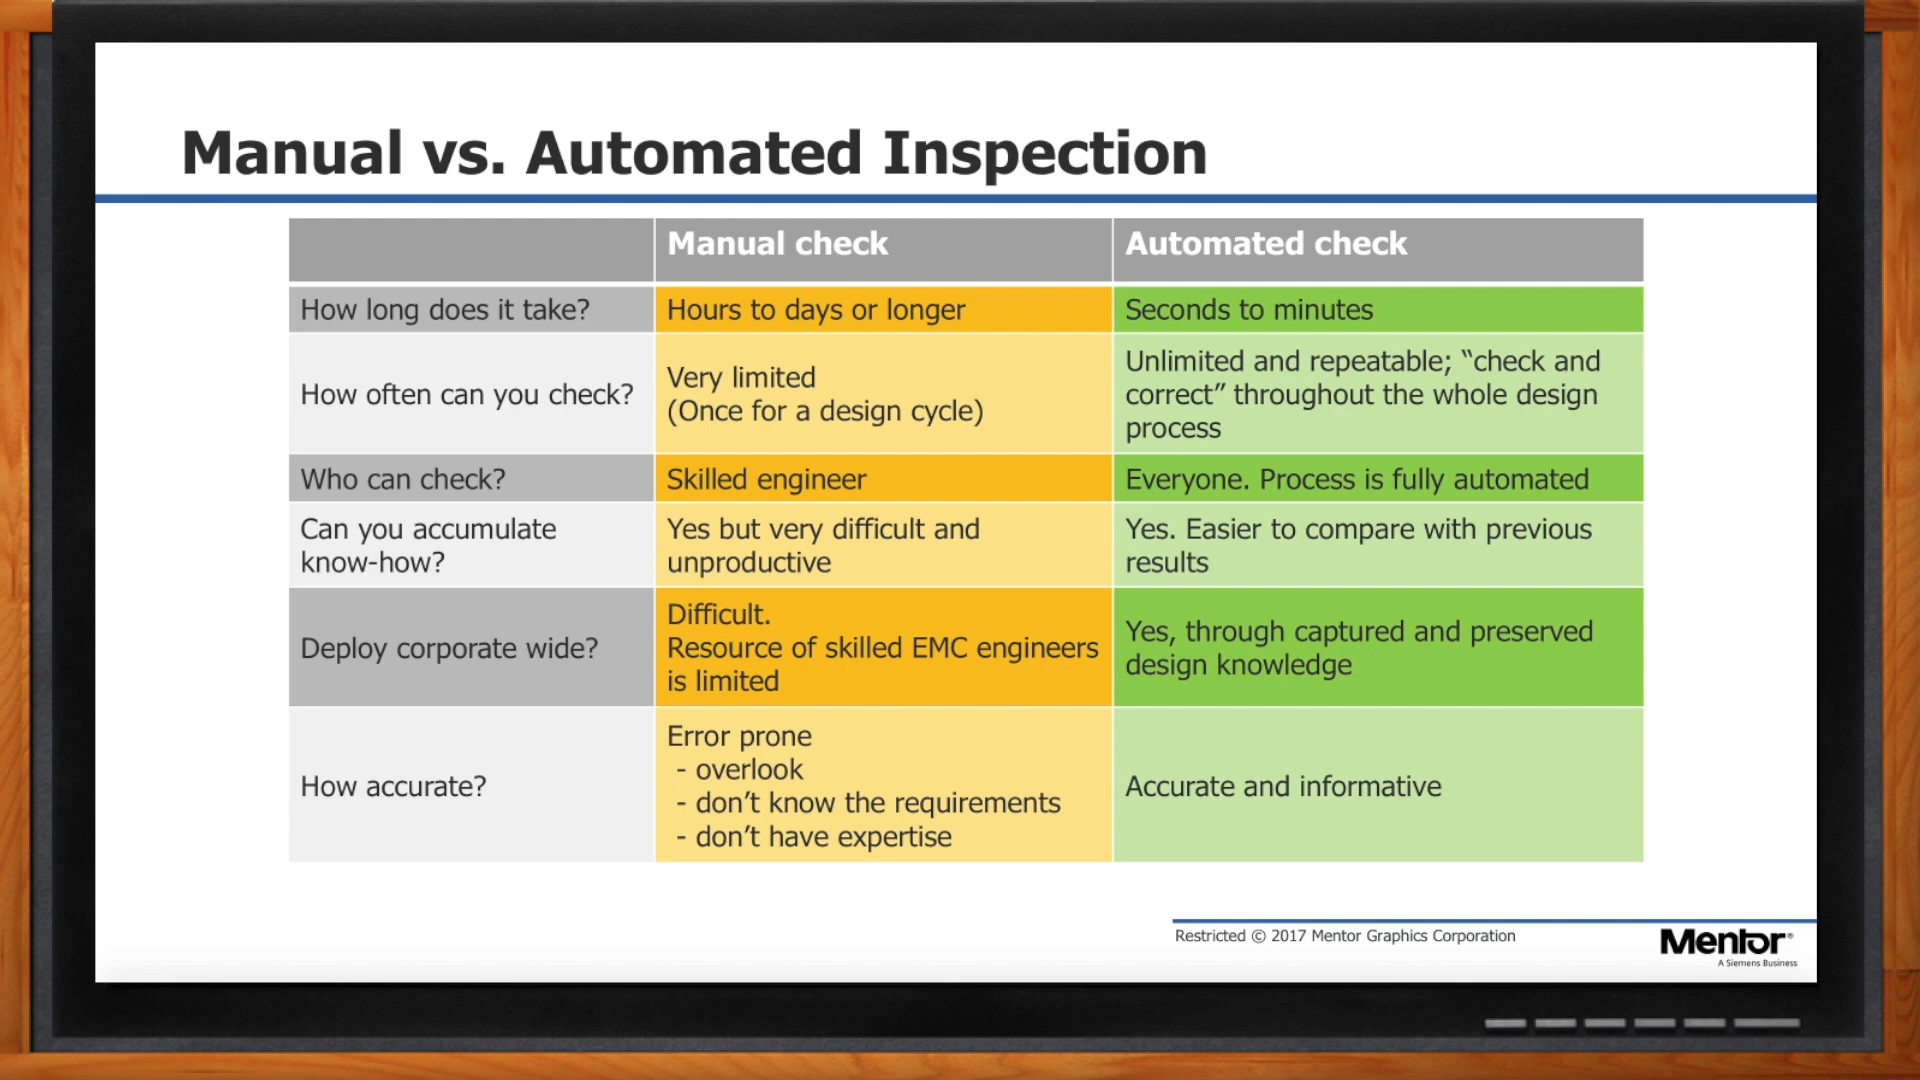 Manual vs. Automated Inspection
Manual check
Automated check
How long does it take?
Hours to days or longer
Seconds to minutes
How often can you check?
Very limited
(Once for a design cycle)
Unlimited and repeatable; “check and
correct” throughout the whole design
process
Who can check?
Skilled engineer
Everyone. Process is fully automated
Can you accumulate
know-how?
Yes but very difficult and
unproductive
Yes. Easier to compare with previous
results
Deploy corporate wide?
Difficult.
Resource of skilled EMC engineers
is limited
Yes, through captured and preserved
design knowledge
How accurate?
Error prone
- overlook
- don’t know the requirements
- don’t have expertise
Accurate and informative
Restricted © 2017 Mentor Graphics Corporation
Mentor®
A Siemens Business